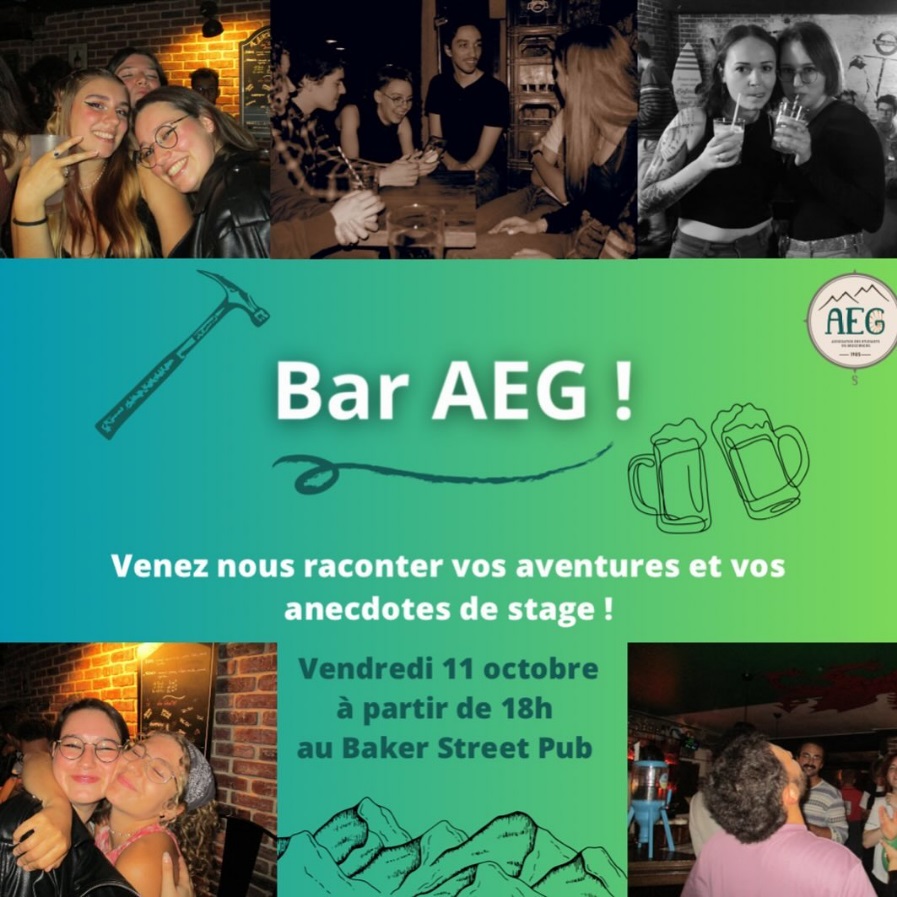 Bar AEG !
AEG
1985
S
Venez nous raconter vos aventures et vos
anecdotes de stage !
Vendredi 11 octobre
à partir de 18h
au Baker Street Pub